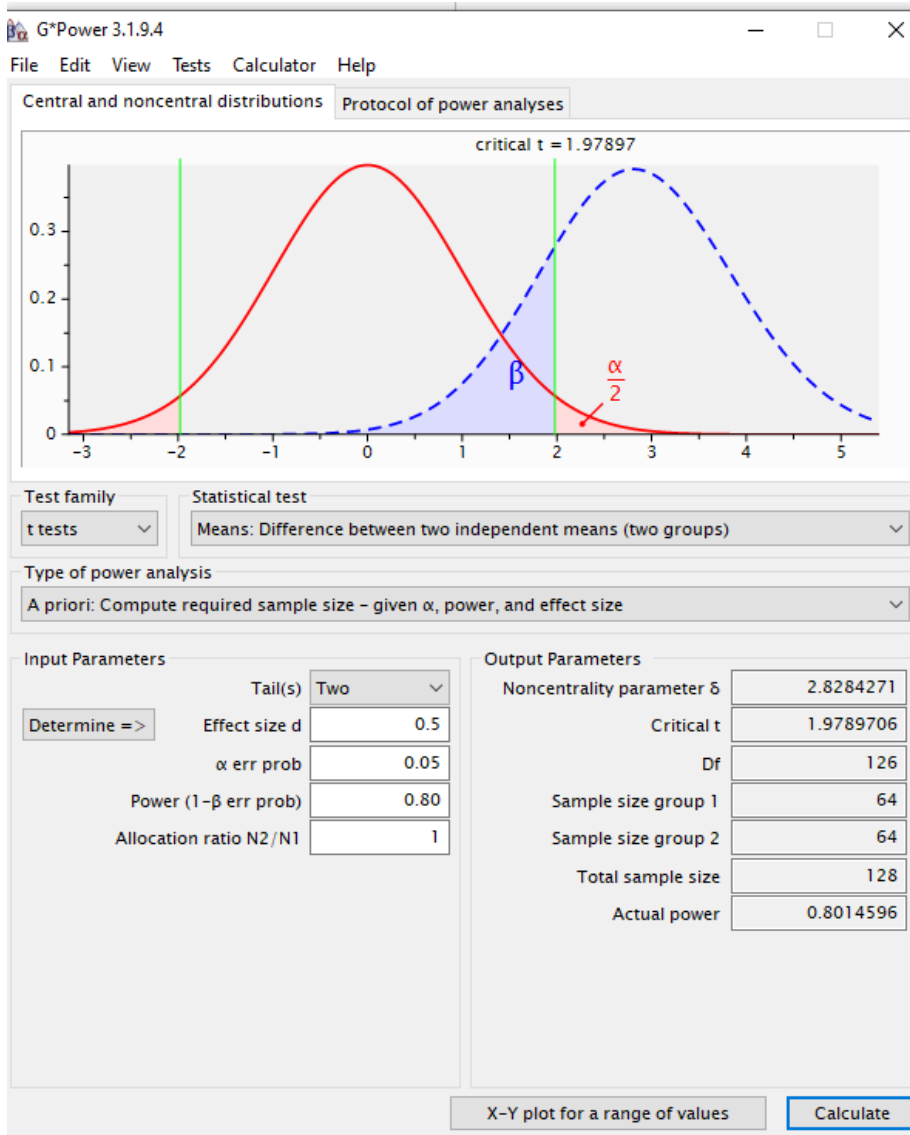 G*Power 3.1.9.4
File Edit View Tests Calculator Help
Central and noncentral distributions Protocol of power analyses
critical t = 1.97897
0.3
0.2
0.1
0
β
α
2
-3 -2 -1 0 1 2 3 4 5
Test family Statistical test
t tests Means: Difference between two independent means (two groups)
Type of power analysis
A priori: Compute required sample size – given α, power, and effect size
Input Parameters
Tail(s) Two
Determine => Effect size d 0.5
α err prob 0.05
Power (1-β err prob) 0.80
Allocation ratio N2/N1 1
Output Parameters
Noncentrality parameter δ 2.8284271
Critical t 1.9789706
Df 126
Sample size group 1 64
Sample size group 2 64
Total sample size 128
Actual power 0.8014596
X-Y plot for a range of values Calculate